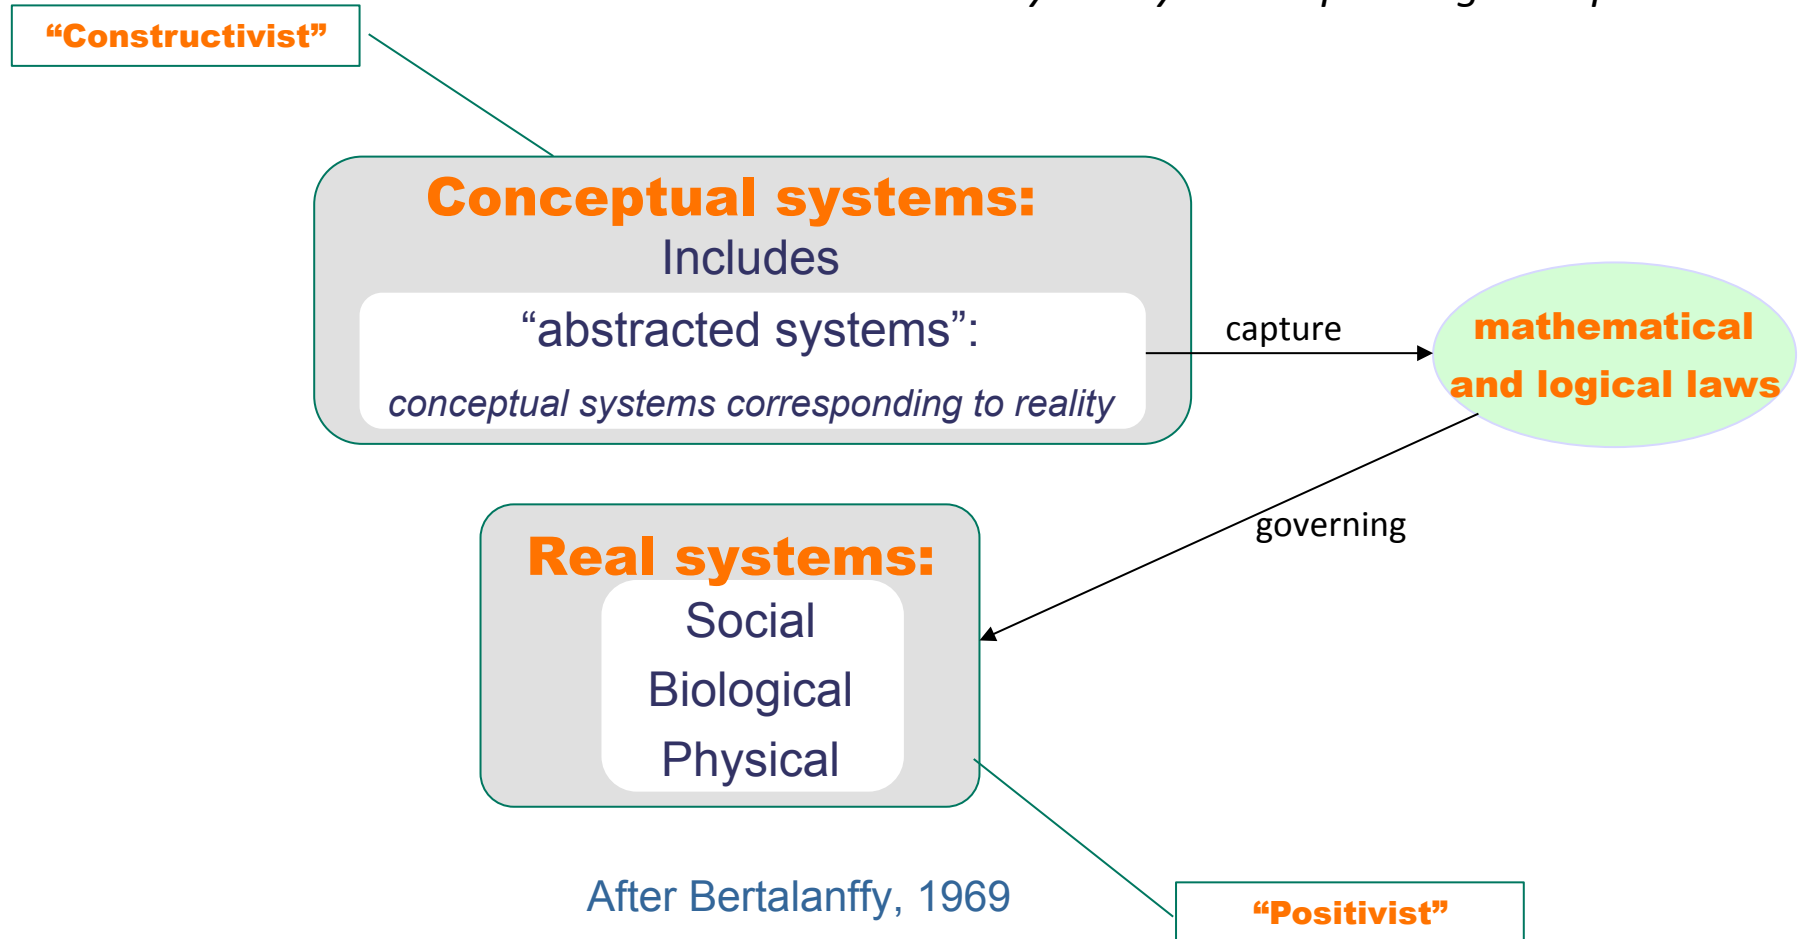 “Constructivist”
Conceptual systems:
Includes
“abstracted systems”:
conceptual systems corresponding to reality
capture
mathematical
and logical laws
governing
Real systems:
Social
Biological
Physical
After Bertalanffy, 1969
“Positivist”